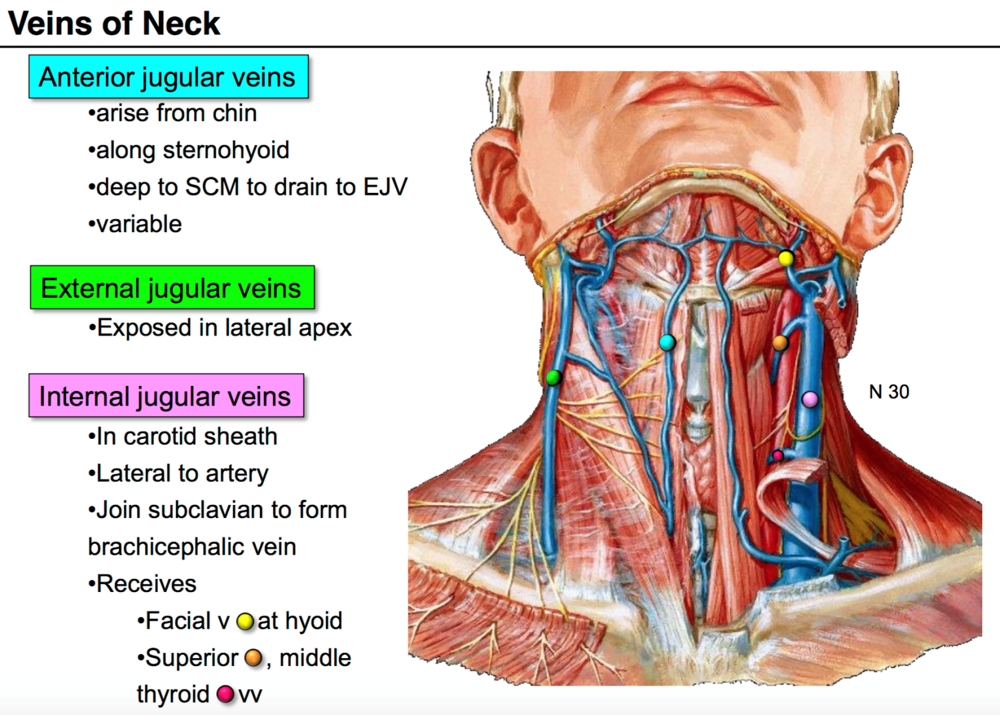 Veins of Neck
Anterior jugular veins
•arise from chin
•along sternohyoid
•deep to SCM to drain to EJV
•variable
External jugular veins
•Exposed in lateral apex
Internal jugular veins
•In carotid sheath
•Lateral to artery
•Join subclavian to form
brachicephalic vein
•Receives
•Facial v at hyoid
•Superior , middle
thyroid vv
N 30